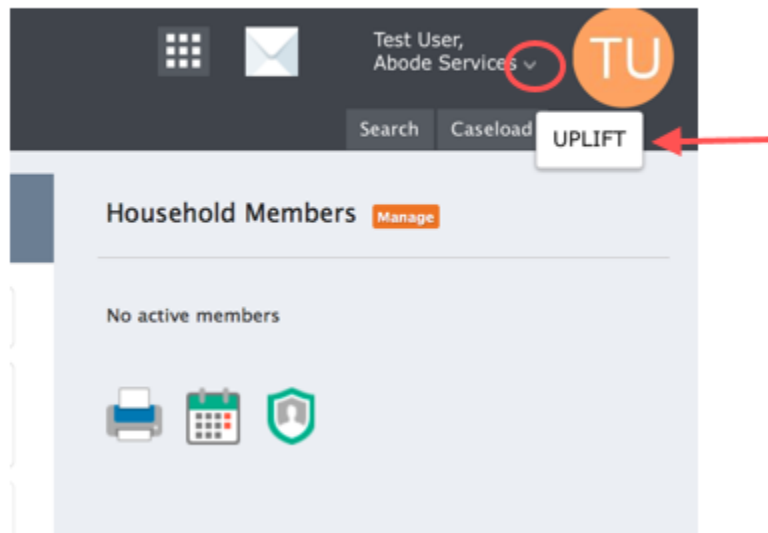 Test User,
Abode Services
TU
Search Caseload
UPLIFT
Household Members Manage
No active members